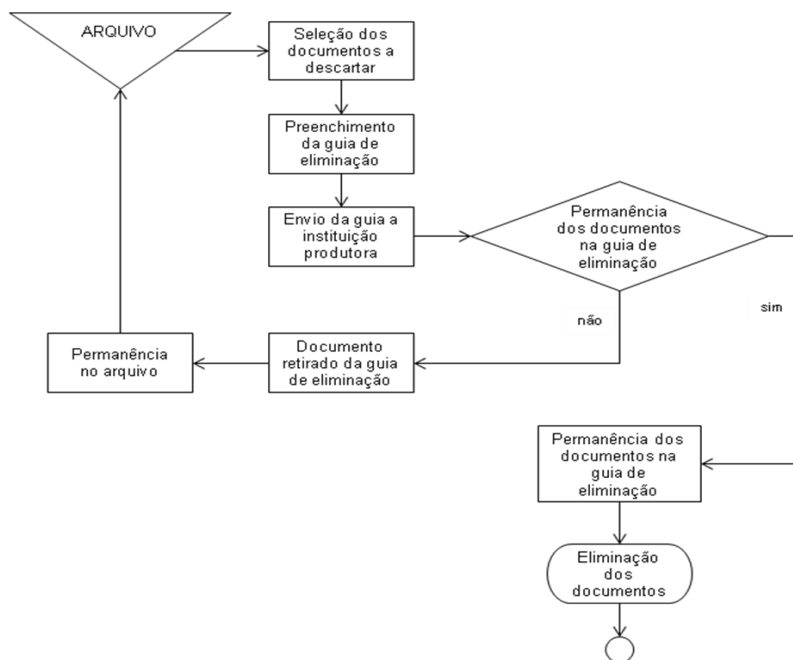 ARQUIVO
Seleção dos
documentos a
descartar
Preenchimento
da guia de
eliminação
Envio da guia a
instituição
produtora
Permanência
dos documentos
na guia de
eliminação
sim
não
Documento
retirado da guia
de eliminação
Permanência
no arquivo
Permanência dos
documentos na
guia de
eliminação
Eliminação
dos
documentos